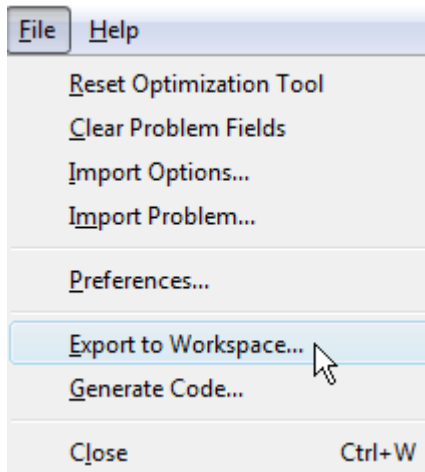 File Help
Reset Optimization Tool
Clear Problem Fields
Import Options...
Import Problem...
Preferences...
Export to Workspace...
Generate Code...
Close Ctrl+W